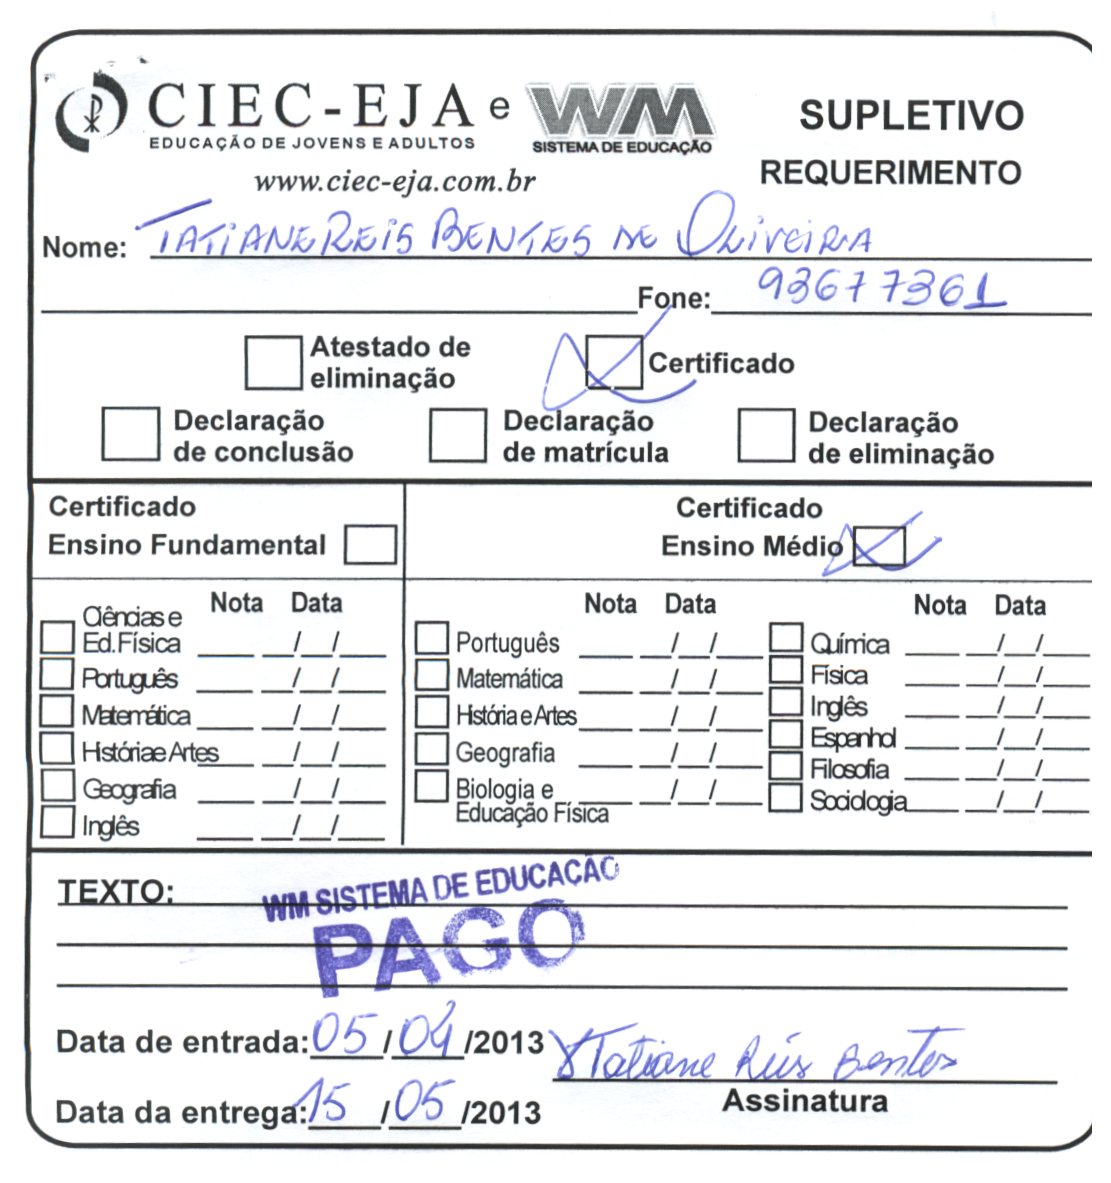 CIEC-EJA e WM
EDUCAÇÃO DE JOVENS E ADULTOS
SISTEMA DE EDUCAÇÃO
www.ciec-eja.com.br
SUPLETIVO
REQUERIMENTO
Nome: TATIANE REIS BENTES DE OLIVEIRA
Fone: 93677361
Atestado de
eliminação
Certificado
Declaração
de conclusão
Declaração
de matrícula
Declaração
de eliminação
Certificado
Ensino Fundamental
Certificado
Ensino Médio
Nota Data
Ciências e
Ed. Física ____ __/__/____
Português ____ __/__/____
Matemática ____ __/__/____
História e Artes ____ __/__/____
Geografia ____ __/__/____
Inglês ____ __/__/____
Nota Data
Português ____ __/__/____
Matemática ____ __/__/____
História e Artes ____ __/__/____
Geografia ____ __/__/____
Biologia e ____ __/__/____
Educação Física
Nota Data
Química ____ __/__/____
Física ____ __/__/____
Inglês ____ __/__/____
Espanhol ____ __/__/____
Filosofia ____ __/__/____
Sociologia ____ __/__/____
TEXTO:
WM SISTEMA DE EDUCAÇÃO
PAGO
Data de entrada: 05/04/2013
Tatiane Reis Bentes
Assinatura
Data da entrega: 15/05/2013